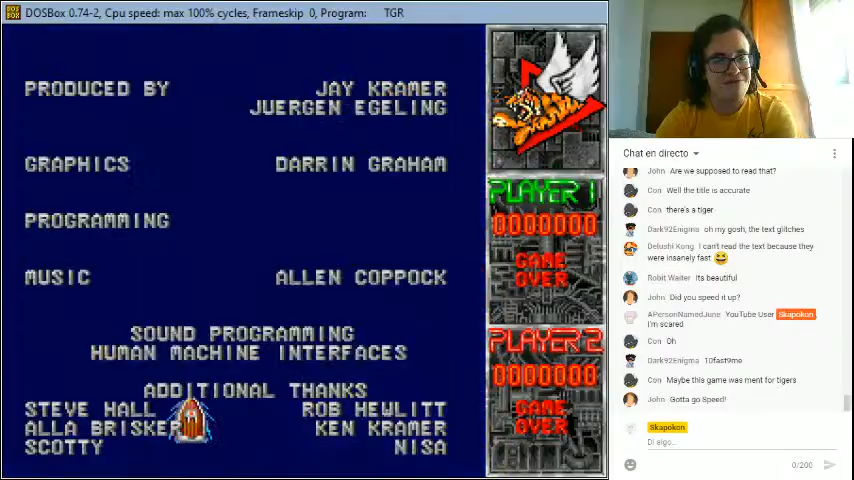 DOSBox 0.74-2, Cpu speed: max 100% cycles, Frameskip 0, Program: TGR
PRODUCED BY JAY KRAMER
JUERGEN EGELING
GRAPHICS DARRIN GRAHAM
PROGRAMMING
MUSIC ALLEN COPPOCK
SOUND PROGRAMMING
HUMAN MACHINE INTERFACES
ADDITIONAL THANKS
STEVE HALL ROB HEWLITT
ALLA BRISKER KEN KRAMER
SCOTTY NISA
PLAYER 1
0000000
GAME
OVER
PLAYER 2
0000000
GAME
OVER
Chat en directo
John Are we supposed to read that?
Con Well the title is accurate
Con there's a tiger
Dark92Enigma oh my gosh, the text glitches
Delushi Kong I can't read the text because they
were insanely fast
Robit Waiter Its beautiful
John Did you speed it up?
APersonNamedJune YouTube User Skapokon
I'm scared
Con Oh
Dark92Enigma 10fast9me
Con Maybe this game was ment for tigers
John Gotta go Speed!
Skapokon
Di algo...
0/200